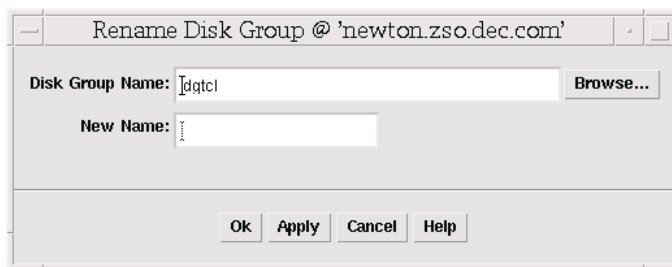 Rename Disk Group @ 'newton.zso.dec.com'
Disk Group Name: dgtcl Browse...
New Name:
Ok Apply Cancel Help